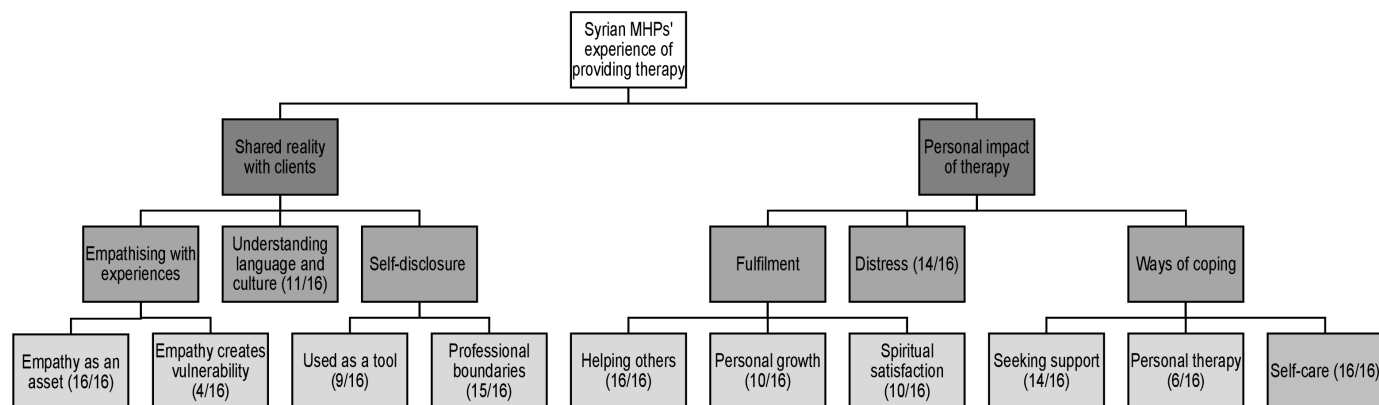 Syrian MHPs'
experience of
providing therapy
Shared reality
with clients
Personal impact
of therapy
Empathising with
experiences
Understanding
language and
culture (11/16)
Self-disclosure
Fulfilment
Distress (14/16)
Ways of coping
Empathy as an
asset (16/16)
Empathy creates
vulnerability
(4/16)
Used as a tool
(9/16)
Professional
boundaries
(15/16)
Helping others
(16/16)
Personal growth
(10/16)
Spiritual
satisfaction
(10/16)
Seeking support
(14/16)
Personal therapy
(6/16)
Self-care (16/16)